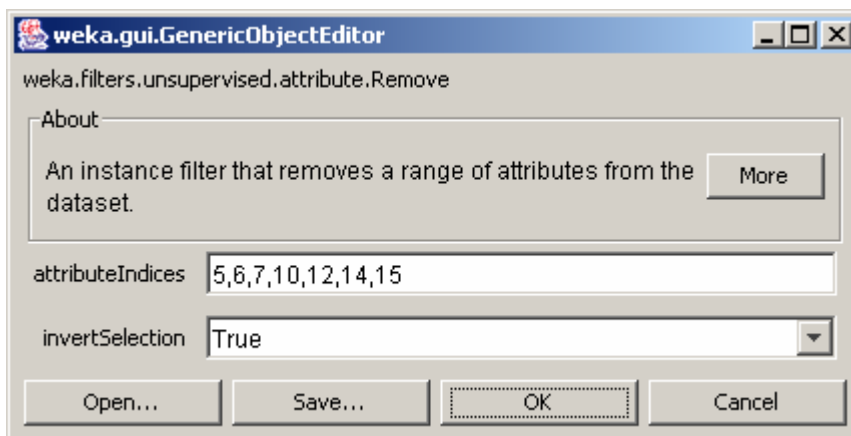 weka.gui.GenericObjectEditor
weka.filters.unsupervised.attribute.Remove
About
An instance filter that removes a range of attributes from the
dataset.
More
attributeIndices 5,6,7,10,12,14,15
invertSelection True
Open... Save... OK Cancel